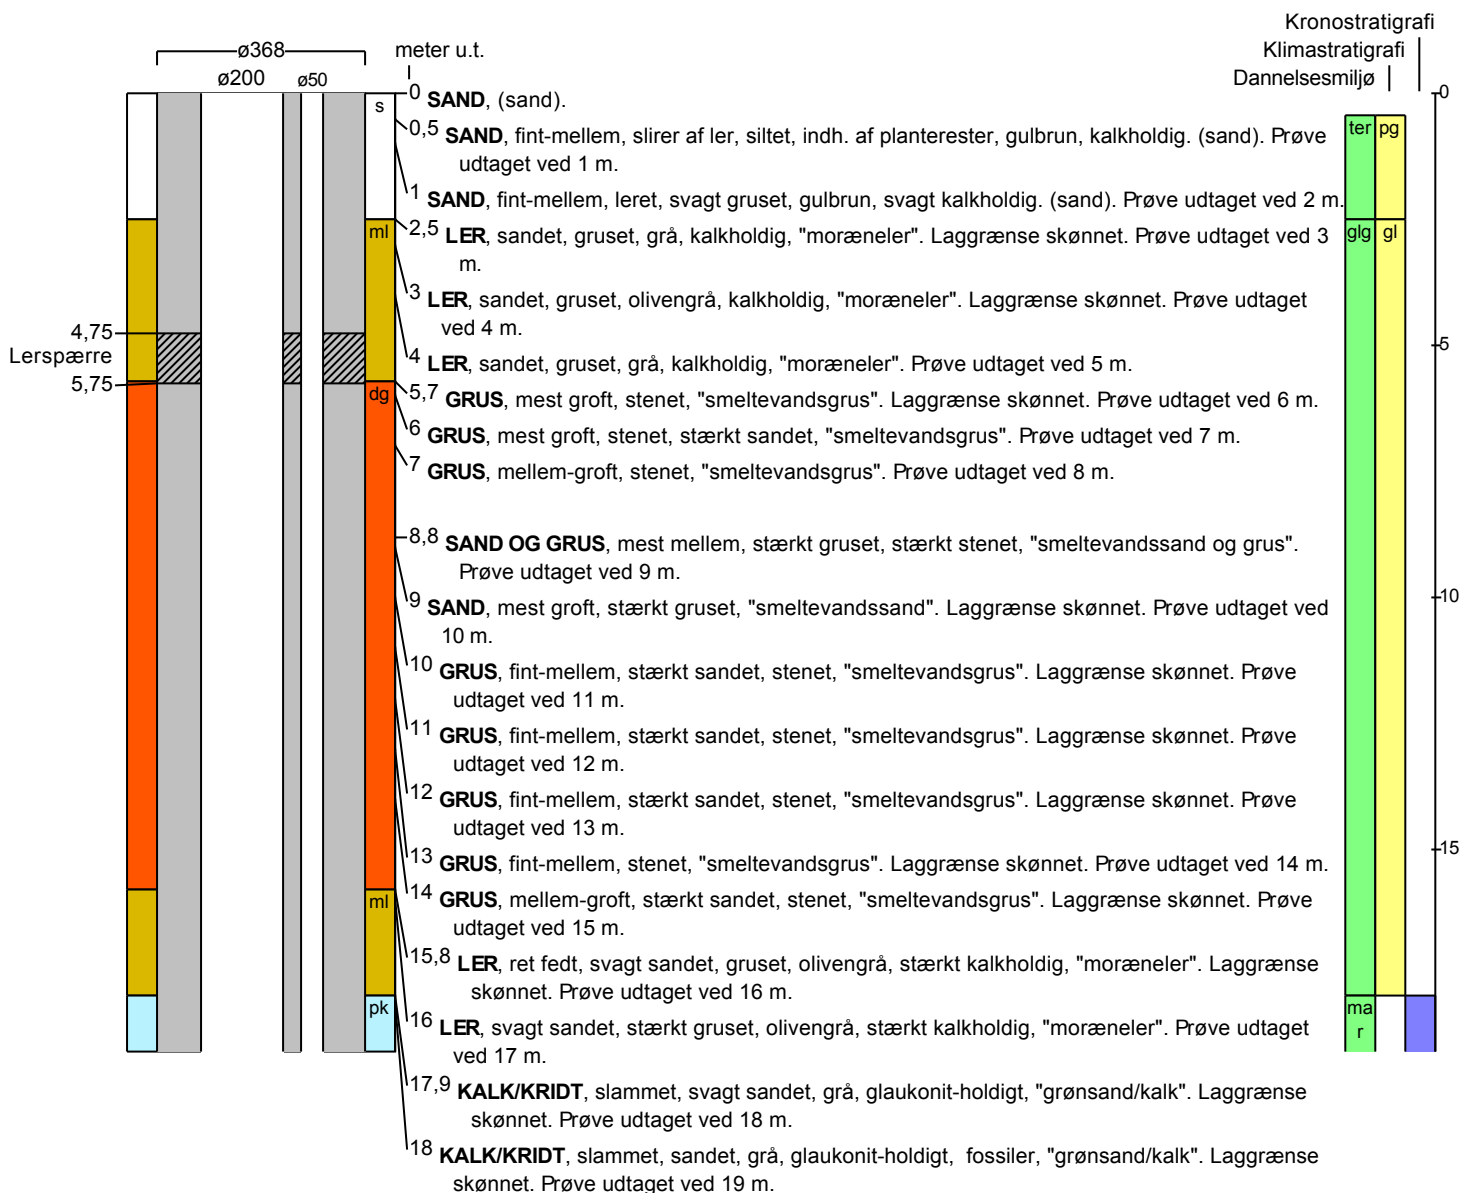 Kronostratigrafi
Klimastratigrafi
Dannelsesmiljø
ø368
meter u.t.
ø200
ø50
0 SAND, (sand).
0,5 SAND, fint-mellem, slirer af ler, siltet, indh. af planterester, gulbrun, kalkholdig. (sand). Prøve
udtaget ved 1 m.
1 SAND, fint-mellem, leret, svagt gruset, gulbrun, svagt kalkholdig. (sand). Prøve udtaget ved 2 m.
2,5 LER, sandet, gruset, grå, kalkholdig, "moræneler". Laggrænse skønnet. Prøve udtaget ved 3
m.
3 LER, sandet, gruset, olivengrå, kalkholdig, "moræneler". Laggrænse skønnet. Prøve udtaget
ved 4 m.
4 LER, sandet, gruset, grå, kalkholdig, "moræneler". Prøve udtaget ved 5 m.
5,7 GRUS, mest groft, stenet, "smeltevandsgrus". Laggrænse skønnet. Prøve udtaget ved 6 m.
6 GRUS, mest groft, stenet, stærkt sandet, "smeltevandsgrus". Prøve udtaget ved 7 m.
7 GRUS, mellem-groft, stenet, "smeltevandsgrus". Prøve udtaget ved 8 m.
8,8 SAND OG GRUS, mest mellem, stærkt gruset, stærkt stenet, "smeltevandssand og grus".
Prøve udtaget ved 9 m.
9 SAND, mest groft, stærkt gruset, "smeltevandssand". Laggrænse skønnet. Prøve udtaget ved
10 m.
10 GRUS, fint-mellem, stærkt sandet, stenet, "smeltevandsgrus". Laggrænse skønnet. Prøve
udtaget ved 11 m.
11 GRUS, fint-mellem, stærkt sandet, stenet, "smeltevandsgrus". Laggrænse skønnet. Prøve
udtaget ved 12 m.
12 GRUS, fint-mellem, stærkt sandet, stenet, "smeltevandsgrus". Laggrænse skønnet. Prøve
udtaget ved 13 m.
13 GRUS, fint-mellem, stenet, "smeltevandsgrus". Laggrænse skønnet. Prøve udtaget ved 14 m.
14 GRUS, mellem-groft, stærkt sandet, stenet, "smeltevandsgrus". Laggrænse skønnet. Prøve
udtaget ved 15 m.
15,8 LER, ret fedt, svagt sandet, gruset, olivengrå, stærkt kalkholdig, "moræneler". Laggrænse
skønnet. Prøve udtaget ved 16 m.
16 LER, svagt sandet, stærkt gruset, olivengrå, stærkt kalkholdig, "moræneler". Prøve udtaget
ved 17 m.
17,9 KALK/KRIDT, slammet, svagt sandet, grå, glaukonit-holdigt, "grønsand/kalk". Laggrænse
skønnet. Prøve udtaget ved 18 m.
18 KALK/KRIDT, slammet, sandet, grå, glaukonit-holdigt, fossiler, "grønsand/kalk". Laggrænse
skønnet. Prøve udtaget ved 19 m.
4,75
Lerspærre
5,75
s
ml
dg
ml
pk
ter pg
glg gl
ma
r
0
5
10
15